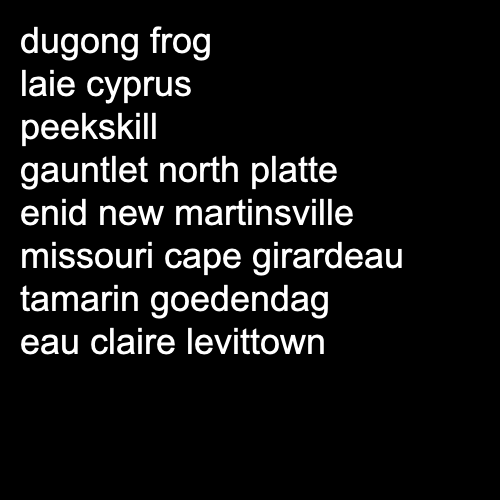 dugong frog
laie cyprus
peekskill
gauntlet north platte
enid new martinsville
missouri cape girardeau
tamarin goedendag
eau claire levittown